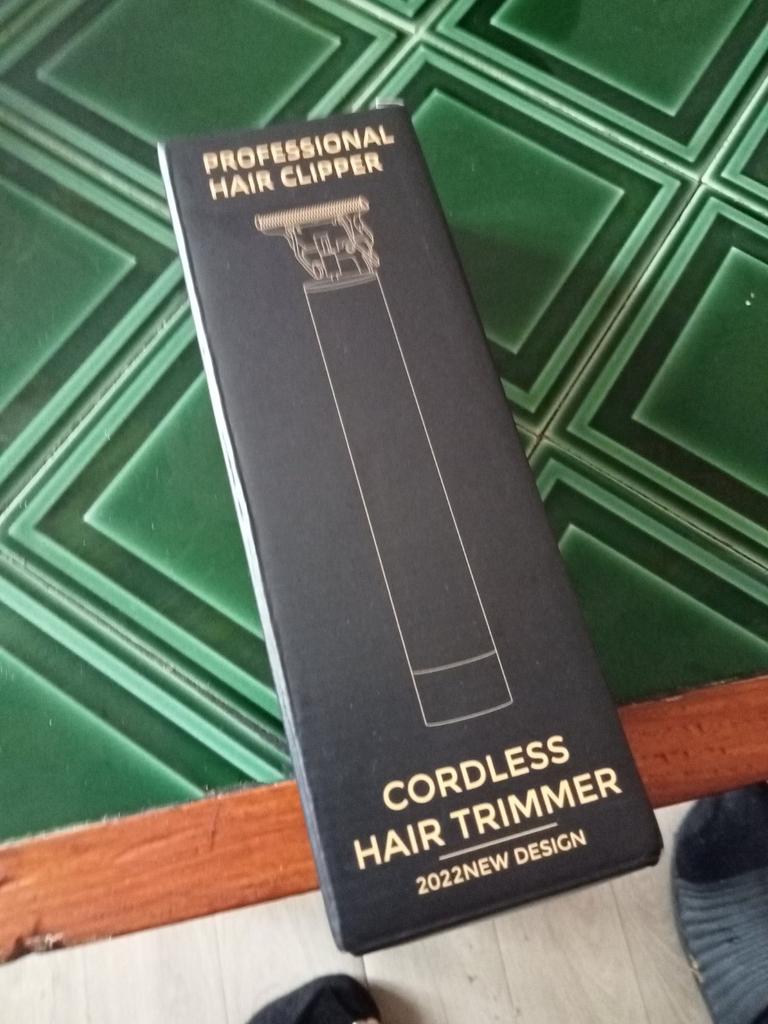 PROFESSIONAL
HAIR CLIPPER
CORDLESS
HAIR TRIMMER
2022NEW DESIGN